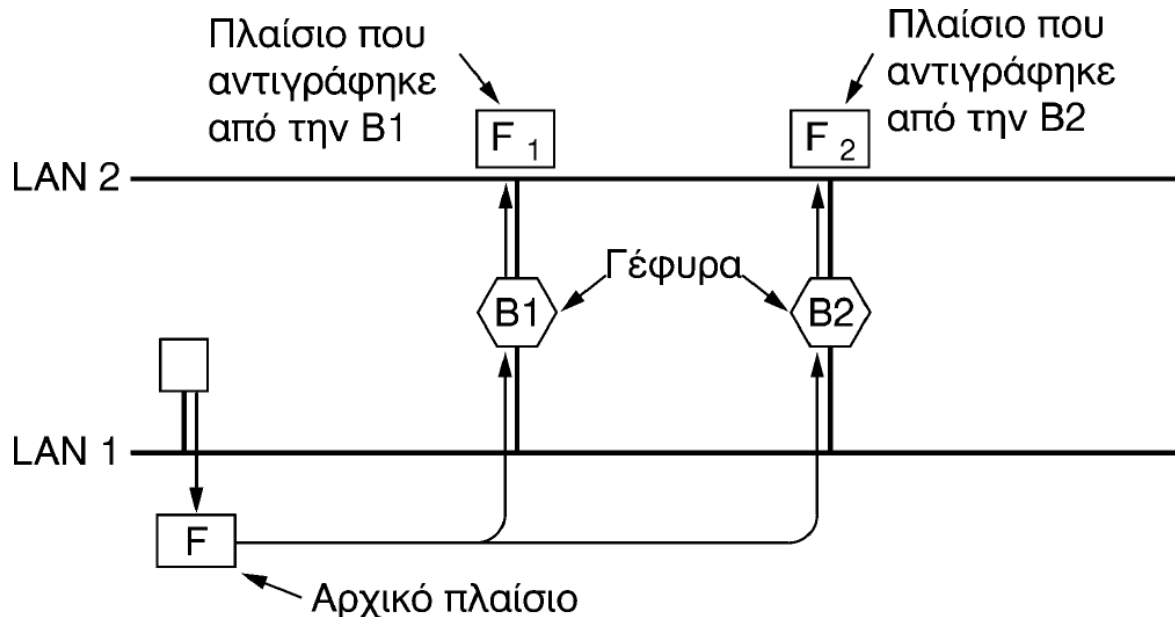 Πλαίσιο που
αντιγράφηκε
από την B1
Πλαίσιο που
αντιγράφηκε
από την B2
F 1
F 2
LAN 2
Γέφυρα
B1
B2
LAN 1
F
Αρχικό πλαίσιο